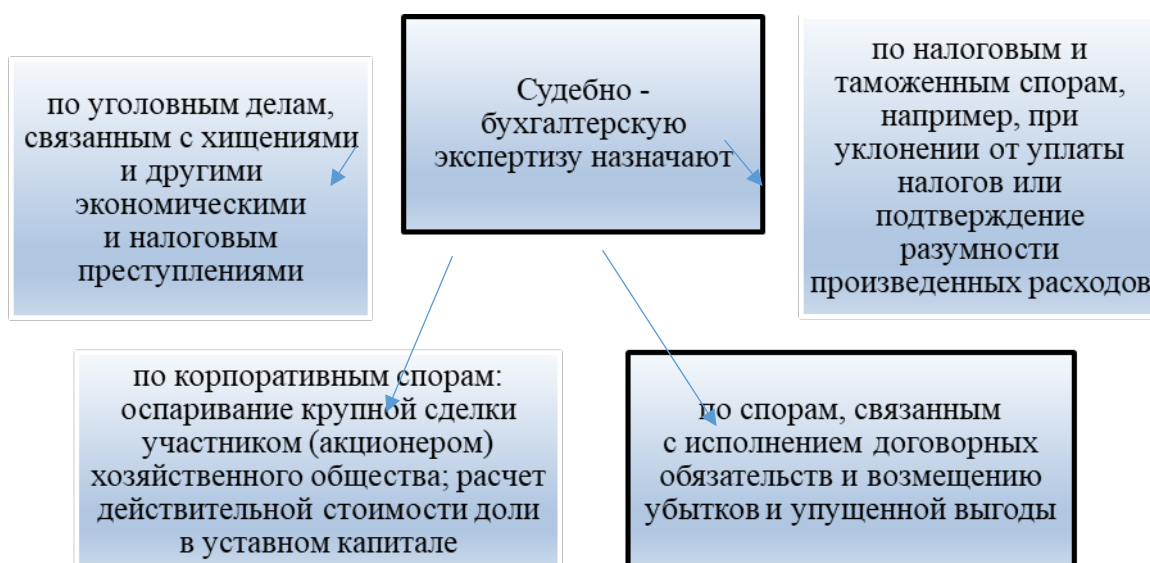 Судебно -
бухгалтерскую
экспертизу назначают
по уголовным делам,
связанным с хищениями
и другими
экономическими
и налоговым
преступлениями
по налоговым и
таможенным спорам,
например, при
уклонении от уплаты
налогов или
подтверждение
разумности
произведенных расходов
по корпоративным спорам:
оспаривание крупной сделки
участником (акционером)
хозяйственного общества; расчет
действительной стоимости доли
в уставном капитале
по спорам, связанным
с исполнением договорных
обязательств и возмещению
убытков и упущенной выгоды